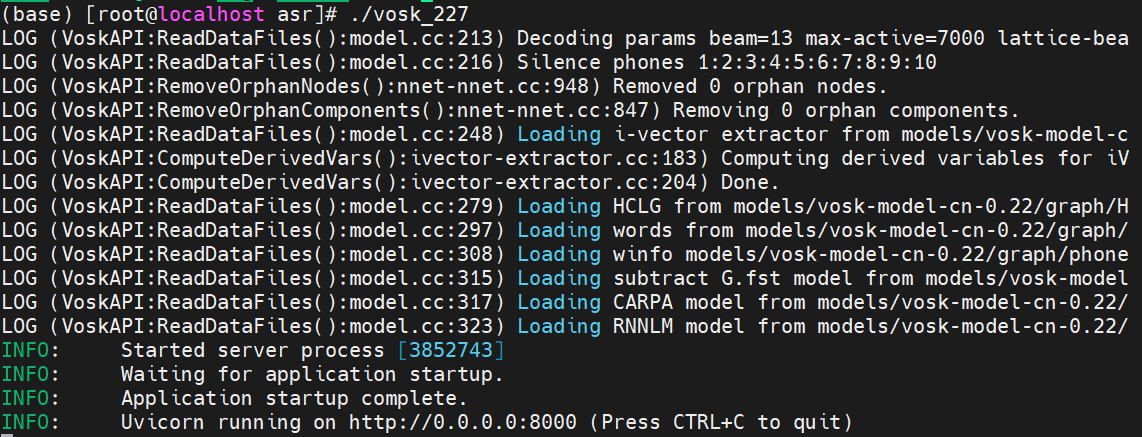 (base) [root@localhost asr]# ./vosk_227
LOG (VoskAPI:ReadDataFiles():model.cc:213) Decoding params beam=13 max-active=7000 lattice-bea
LOG (VoskAPI:ReadDataFiles():model.cc:216) Silence phones 1:2:3:4:5:6:7:8:9:10
LOG (VoskAPI:RemoveOrphanNodes():nnet-nnet.cc:948) Removed 0 orphan nodes.
LOG (VoskAPI:RemoveOrphanComponents():nnet-nnet.cc:847) Removing 0 orphan components.
LOG (VoskAPI:ReadDataFiles():model.cc:248) Loading i-vector extractor from models/vosk-model-c
LOG (VoskAPI:ComputeDerivedVars():ivector-extractor.cc:183) Computing derived variables for iV
LOG (VoskAPI:ComputeDerivedVars():ivector-extractor.cc:204) Done.
LOG (VoskAPI:ReadDataFiles():model.cc:279) Loading HCLG from models/vosk-model-cn-0.22/graph/H
LOG (VoskAPI:ReadDataFiles():model.cc:297) Loading words from models/vosk-model-cn-0.22/graph/
LOG (VoskAPI:ReadDataFiles():model.cc:308) Loading winfo models/vosk-model-cn-0.22/graph/phone
LOG (VoskAPI:ReadDataFiles():model.cc:315) Loading subtract G.fst model from models/vosk-model
LOG (VoskAPI:ReadDataFiles():model.cc:317) Loading CARPA model from models/vosk-model-cn-0.22/
LOG (VoskAPI:ReadDataFiles():model.cc:323) Loading RNNLM model from models/vosk-model-cn-0.22/
INFO:     Started server process [3852743]
INFO:     Waiting for application startup.
INFO:     Application startup complete.
INFO:     Uvicorn running on http://0.0.0.0:8000 (Press CTRL+C to quit)